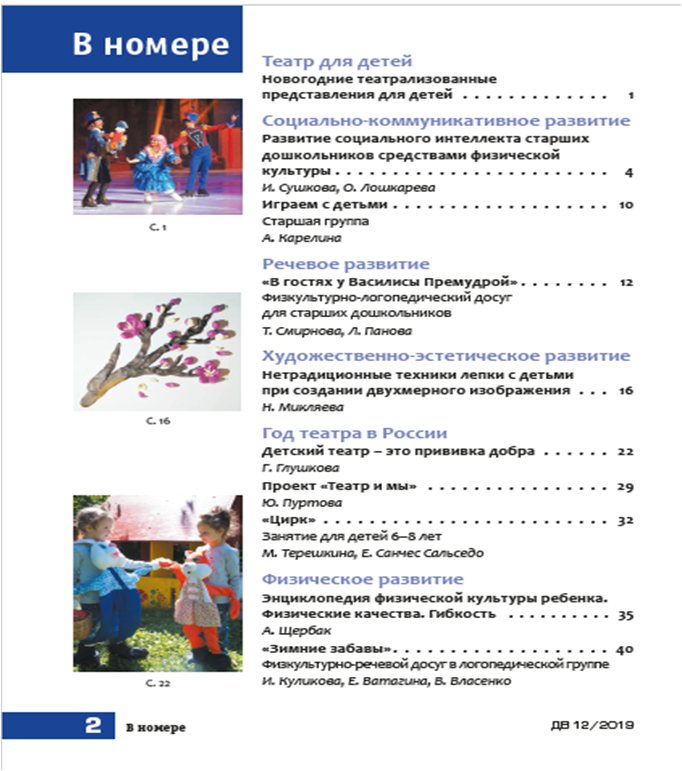 В номере
Театр для детей
Новогодние театрализованные
представления для детей . . . . . . . . . . . . . . 1
Социально-коммуникативное развитие
Развитие социального интеллекта старших
дошкольников средствами физической
культуры . . . . . . . . . . . . . . . . . . . . . . . . . . 4
И. Сушкова, О. Лошкарева
Играем с детьми . . . . . . . . . . . . . . . . . . . . 10
Старшая группа
А. Карелина
С. 1
Речевое развитие
«В гостях у Василисы Премудрой» . . . . . . . . 12
Физкультурно-логопедический досуг
для старших дошкольников
Т. Смирнова, Л. Панова
Художественно-эстетическое развитие
Нетрадиционные техники лепки с детьми
при создании двухмерного изображения . . . 16
Н. Микляева
С. 16
Год театра в России
Детский театр – это прививка добра . . . . . . 22
Г. Глушкова
Проект «Театр и мы» . . . . . . . . . . . . . . . . . 29
Ю. Пуртова
«Цирк» . . . . . . . . . . . . . . . . . . . . . . . . . . . 32
Занятие для детей 6–8 лет
М. Терешкина, Е. Санчес Сальседо
Физическое развитие
Энциклопедия физической культуры ребенка.
Физические качества. Гибкость . . . . . . . . . 35
А. Щербак
«Зимние забавы» . . . . . . . . . . . . . . . . . . . . 40
Физкультурно-речевой досуг в логопедической группе
И. Куликова, Е. Ватагина, В. Власенко
С. 22
2 В номере
ДВ 12/2019